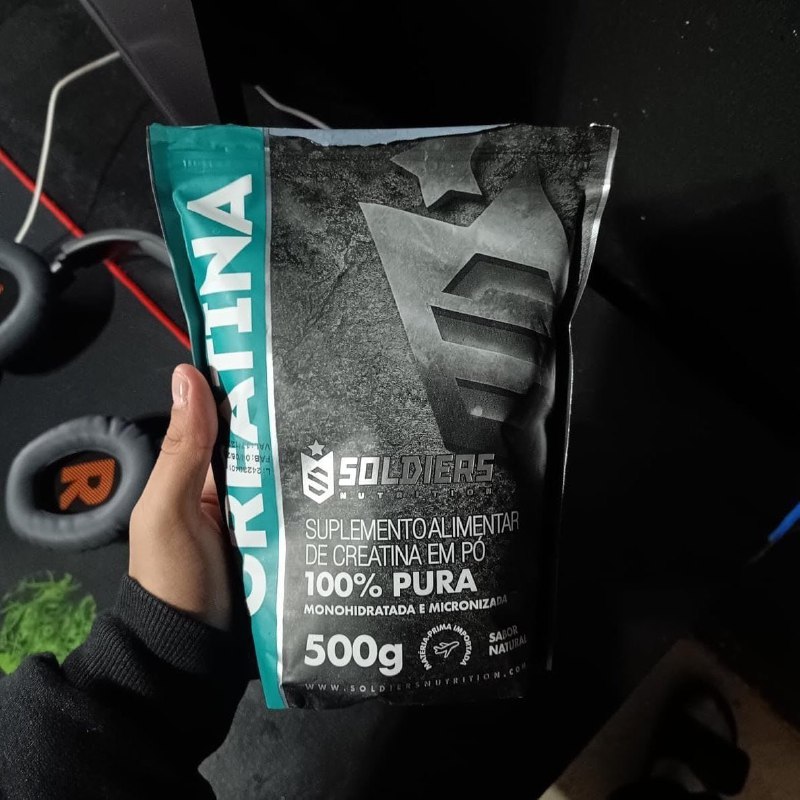 CREATINA
SOLDIERS
NUTRITION
SUPLEMENTO ALIMENTAR
DE CREATINA EM PÓ
100% PURA
MONOHIDRATADA E MICRONIZADA
500g
MATÉRIA-PRIMA IMPORTADA
SABOR
NATURAL
WWW.SOLDIERSNUTRITION.COM
R